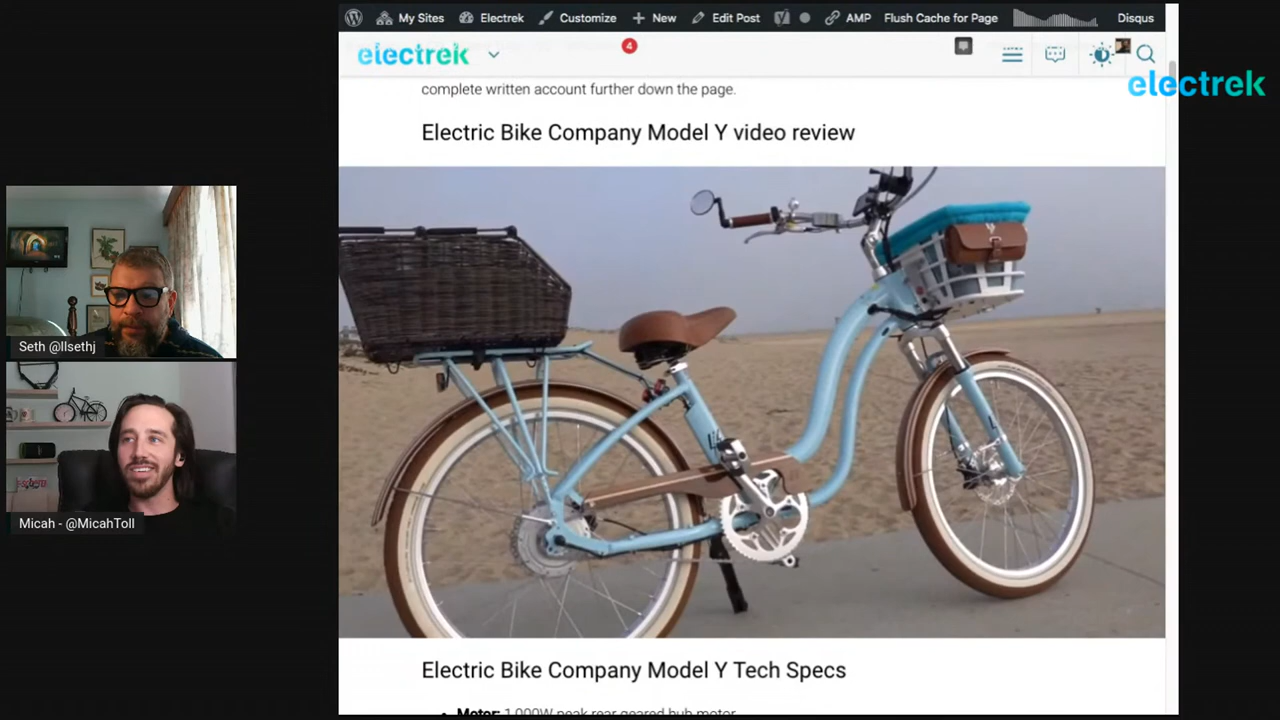 My Sites Electrek Customize New Edit Post AMP Flush Cache for Page Disqus
electrek 4
electrek
complete written account further down the page.
Electric Bike Company Model Y video review
Seth @llsethj
Micah - @MicahToll
Electric Bike Company Model Y Tech Specs
Motor: 1,000W peak rear geared hub motor